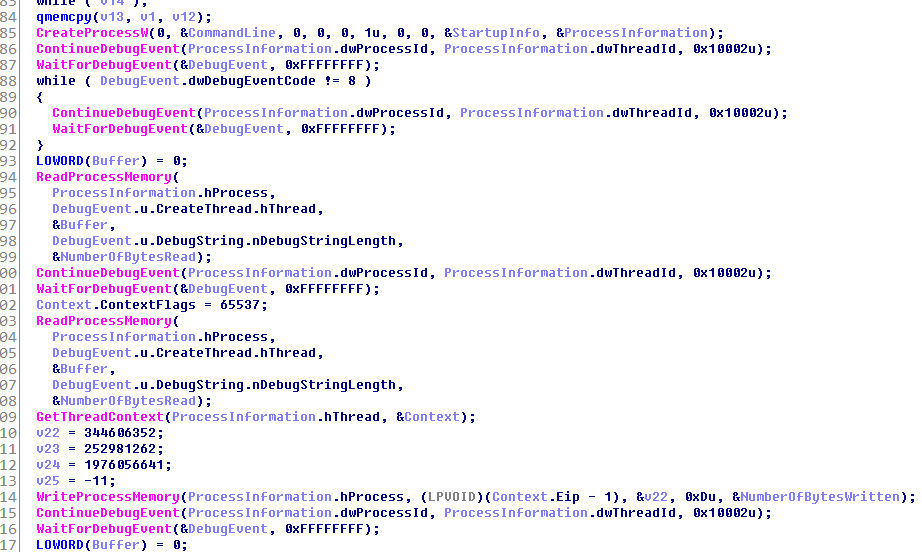 84 qmemcpy(v13, v1, v12);
85 CreateProcessW(0, &CommandLine, 0, 0, 0, 1u, 0, 0, &StartupInfo, &ProcessInformation);
86 ContinueDebugEvent(ProcessInformation.dwProcessId, ProcessInformation.dwThreadId, 0x10002u);
87 WaitForDebugEvent(&DebugEvent, 0xFFFFFFFF);
88 while ( DebugEvent.dwDebugEventCode != 8 )
89 {
90 ContinueDebugEvent(ProcessInformation.dwProcessId, ProcessInformation.dwThreadId, 0x10002u);
91 WaitForDebugEvent(&DebugEvent, 0xFFFFFFFF);
92 }
93 LOWORD(Buffer) = 0;
94 ReadProcessMemory(
95 ProcessInformation.hProcess,
96 DebugEvent.u.CreateThread.hThread,
97 &Buffer,
98 DebugEvent.u.DebugString.nDebugStringLength,
99 &NumberOfBytesRead);
00 ContinueDebugEvent(ProcessInformation.dwProcessId, ProcessInformation.dwThreadId, 0x10002u);
01 WaitForDebugEvent(&DebugEvent, 0xFFFFFFFF);
02 Context.ContextFlags = 65537;
03 ReadProcessMemory(
04 ProcessInformation.hProcess,
05 DebugEvent.u.CreateThread.hThread,
06 &Buffer,
07 DebugEvent.u.DebugString.nDebugStringLength,
08 &NumberOfBytesRead);
09 GetThreadContext(ProcessInformation.hThread, &Context);
10 v22 = 344606352;
11 v23 = 252981262;
12 v24 = 1976056641;
13 v25 = -11;
14 WriteProcessMemory(ProcessInformation.hProcess, (LPVOID)(Context.Eip - 1), &v22, 0xDu, &NumberOfBytesWritten);
15 ContinueDebugEvent(ProcessInformation.dwProcessId, ProcessInformation.dwThreadId, 0x10002u);
16 WaitForDebugEvent(&DebugEvent, 0xFFFFFFFF);
17 LOWORD(Buffer) = 0;